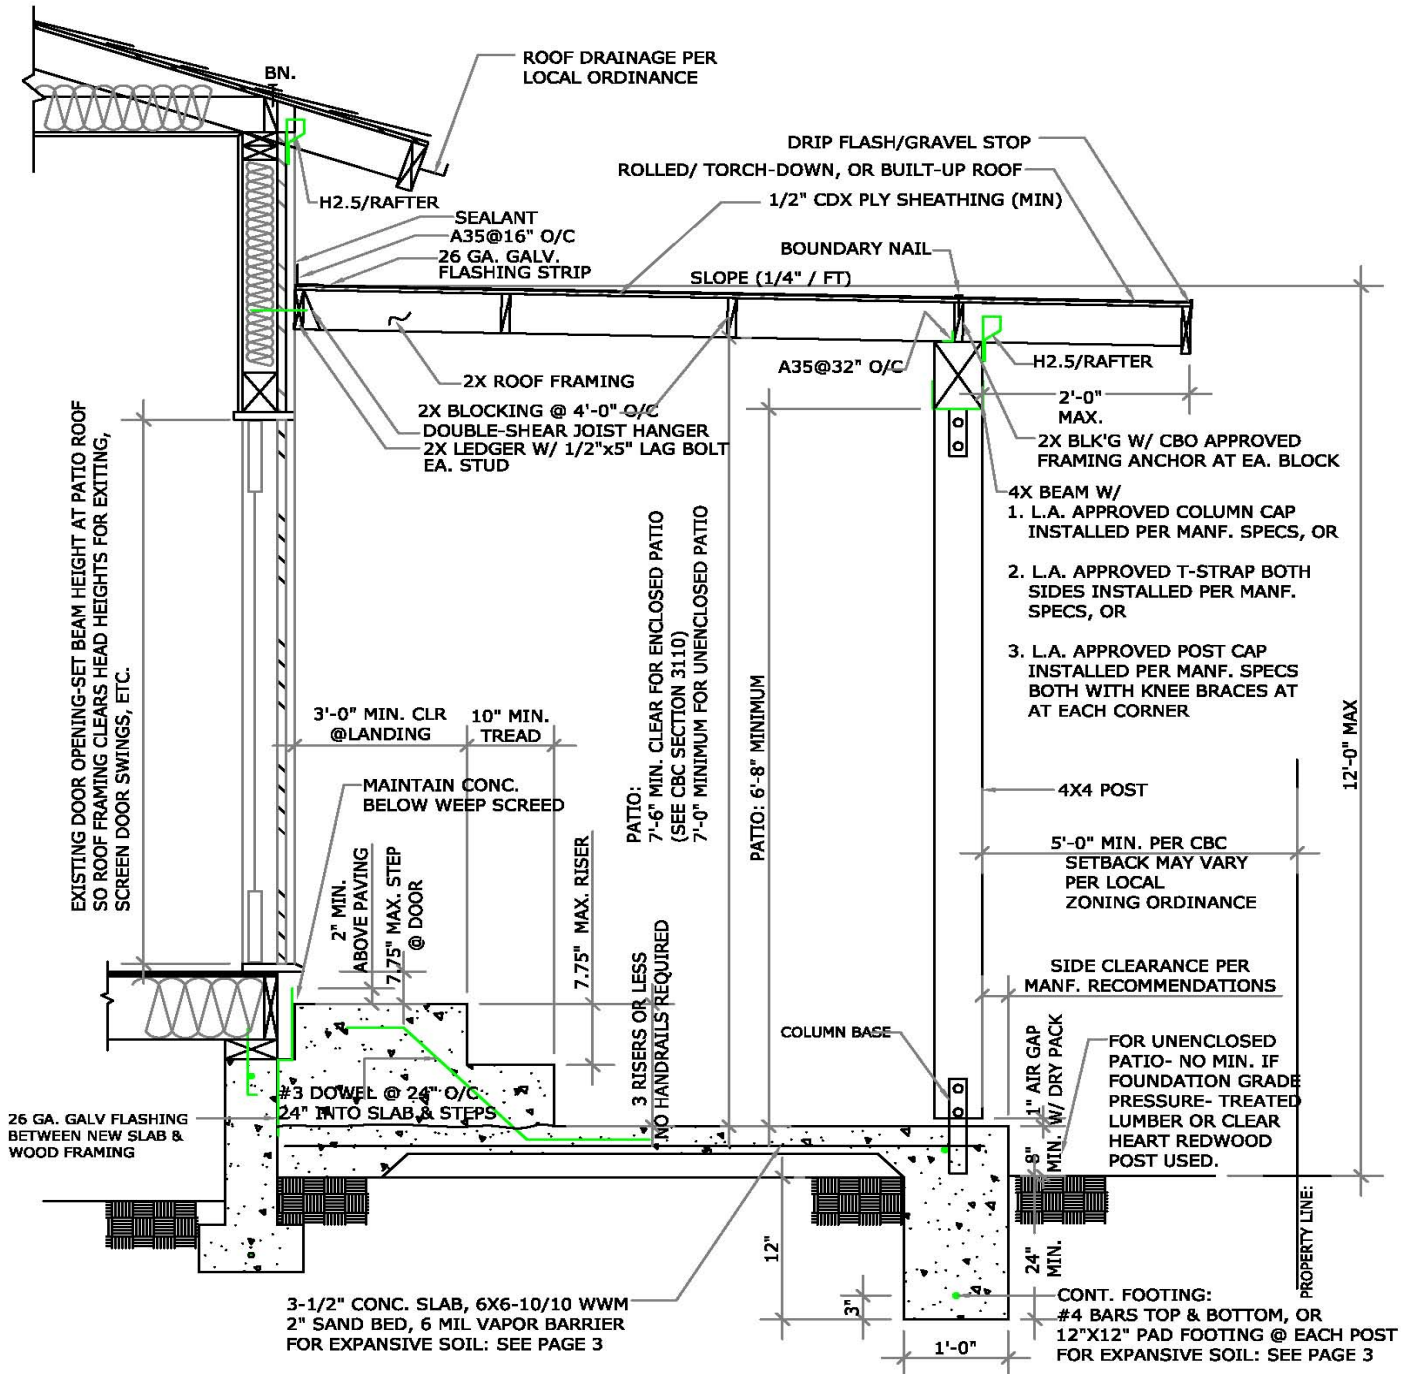 ROOF DRAINAGE PER
LOCAL ORDINANCE
BN.
DRIP FLASH/GRAVEL STOP
ROLLED/ TORCH-DOWN, OR BUILT-UP ROOF
1/2" CDX PLY SHEATHING (MIN)
H2.5/RAFTER
SEALANT
A35@16" O/C
26 GA. GALV.
FLASHING STRIP
BOUNDARY NAIL
SLOPE (1/4" / FT)
A35@32" O/C
H2.5/RAFTER
2X ROOF FRAMING
2'-0"
MAX.
2X BLOCKING @ 4'-0" O/C
DOUBLE-SHEAR JOIST HANGER
2X LEDGER W/ 1/2"x5" LAG BOLT
EA. STUD
2X BLK'G W/ CBO APPROVED
FRAMING ANCHOR AT EA. BLOCK
4X BEAM W/
1. L.A. APPROVED COLUMN CAP
INSTALLED PER MANF. SPECS, OR
2. L.A. APPROVED T-STRAP BOTH
SIDES INSTALLED PER MANF.
SPECS, OR
3. L.A. APPROVED POST CAP
INSTALLED PER MANF. SPECS
BOTH WITH KNEE BRACES AT
AT EACH CORNER
EXISTING DOOR OPENING-SET BEAM HEIGHT AT PATIO ROOF
SO ROOF FRAMING CLEARS HEAD HEIGHTS FOR EXITING,
SCREEN DOOR SWINGS, ETC.
PATIO:
7'-6" MIN. CLEAR FOR ENCLOSED PATIO
(SEE CBC SECTION 3110)
7'-0" MINIMUM FOR UNENCLOSED PATIO
PATIO: 6'-8" MINIMUM
12'-0" MAX
3'-0" MIN. CLR
@LANDING
10" MIN.
TREAD
MAINTAIN CONC.
BELOW WEEP SCREED
4X4 POST
5'-0" MIN. PER CBC
SETBACK MAY VARY
PER LOCAL
ZONING ORDINANCE
2" MIN.
ABOVE PAVING
7.75" MAX. STEP
@ DOOR
7.75" MAX. RISER
3 RISERS OR LESS
NO HANDRAILS REQUIRED
SIDE CLEARANCE PER
MANF. RECOMMENDATIONS
COLUMN BASE
1" AIR GAP
W/ DRY PACK
8"
MIN.
24"
MIN.
FOR UNENCLOSED
PATIO- NO MIN. IF
FOUNDATION GRADE
PRESSURE- TREATED
LUMBER OR CLEAR
HEART REDWOOD
POST USED.
#3 DOWEL @ 24" O/C
24" INTO SLAB & STEPS
26 GA. GALV FLASHING
BETWEEN NEW SLAB &
WOOD FRAMING
12"
3"
1'-0"
PROPERTY LINE:
3-1/2" CONC. SLAB, 6X6-10/10 WWM
2" SAND BED, 6 MIL VAPOR BARRIER
FOR EXPANSIVE SOIL: SEE PAGE 3
CONT. FOOTING:
#4 BARS TOP & BOTTOM, OR
12"X12" PAD FOOTING @ EACH POST
FOR EXPANSIVE SOIL: SEE PAGE 3